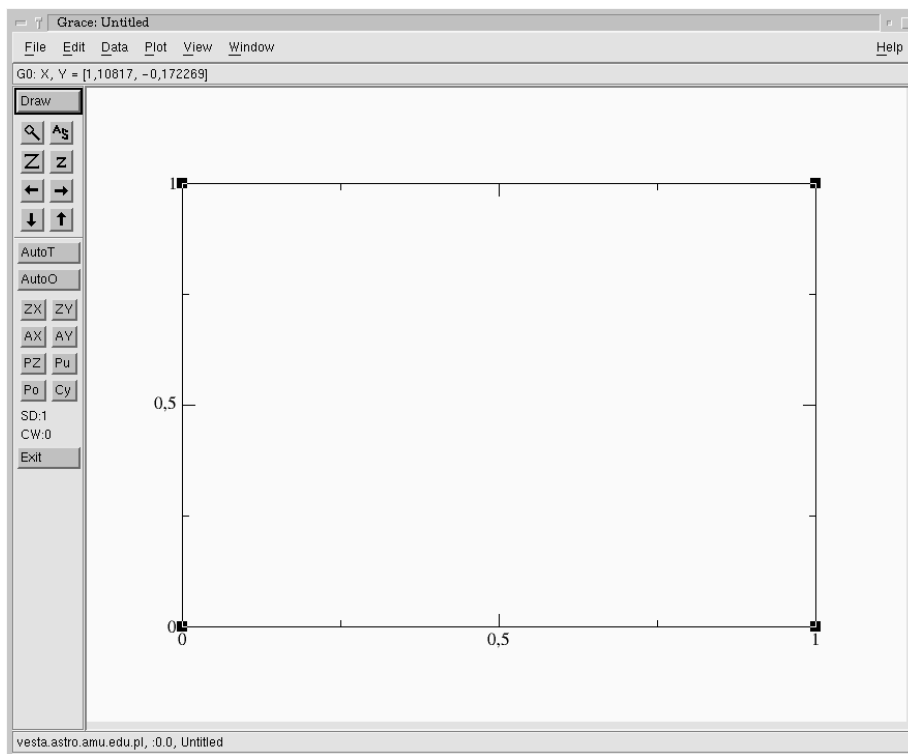 Grace: Untitled
File Edit Data Plot View Window Help
G0: X, Y = [1,10817, -0,172269]
Draw
AS
Z z
AutoT
AutoO
ZX ZY
AX AY
PZ Pu
Po Cy
SD:1
CW:0
Exit
1
0,5
0
0 0,5 1
vesta.astro.amu.edu.pl, :0.0, Untitled